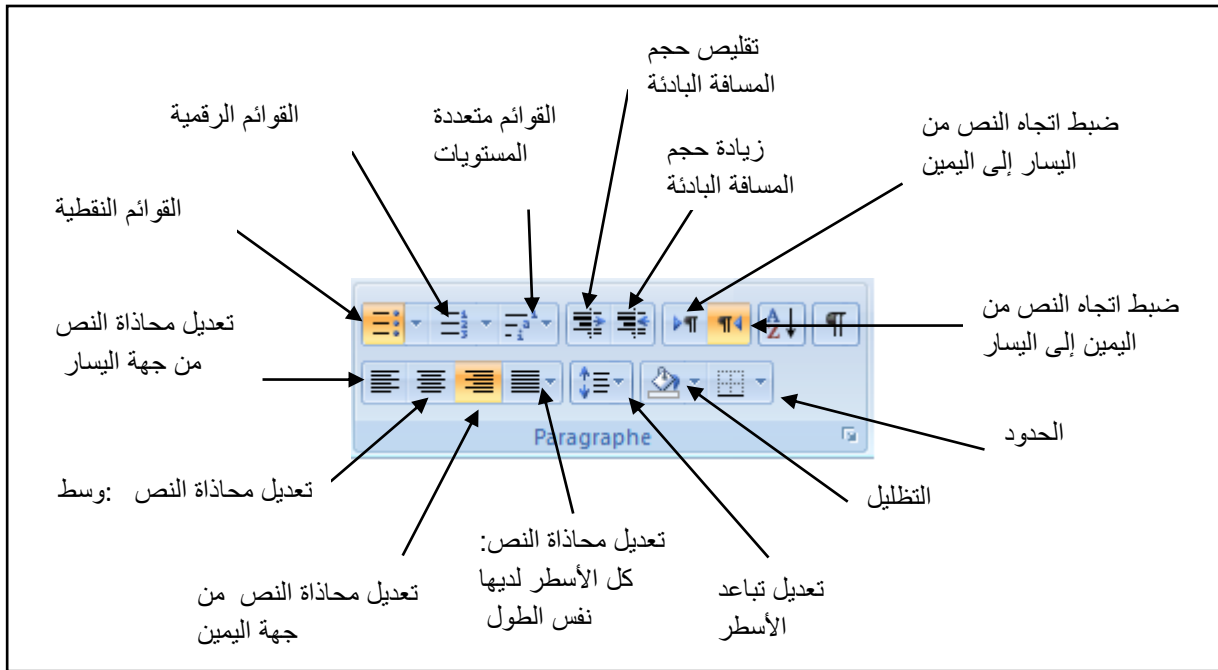 تقليص حجم
المسافة البادئة
القوائم الرقمية
القوائم متعددة
المستويات
ضبط اتجاه النص من
اليسار إلى اليمين
زيادة حجم
المسافة البادئة
القوائم النقطية
تعديل محاذاة النص
من جهة اليسار
ضبط اتجاه النص من
اليمين إلى اليسار
Paragraphe
الحدود
تعديل محاذاة النص :وسط
التظليل
تعديل محاذاة النص:
كل الأسطر لديها
نفس الطول
تعديل تباعد
الأسطر
تعديل محاذاة النص من
جهة اليمين